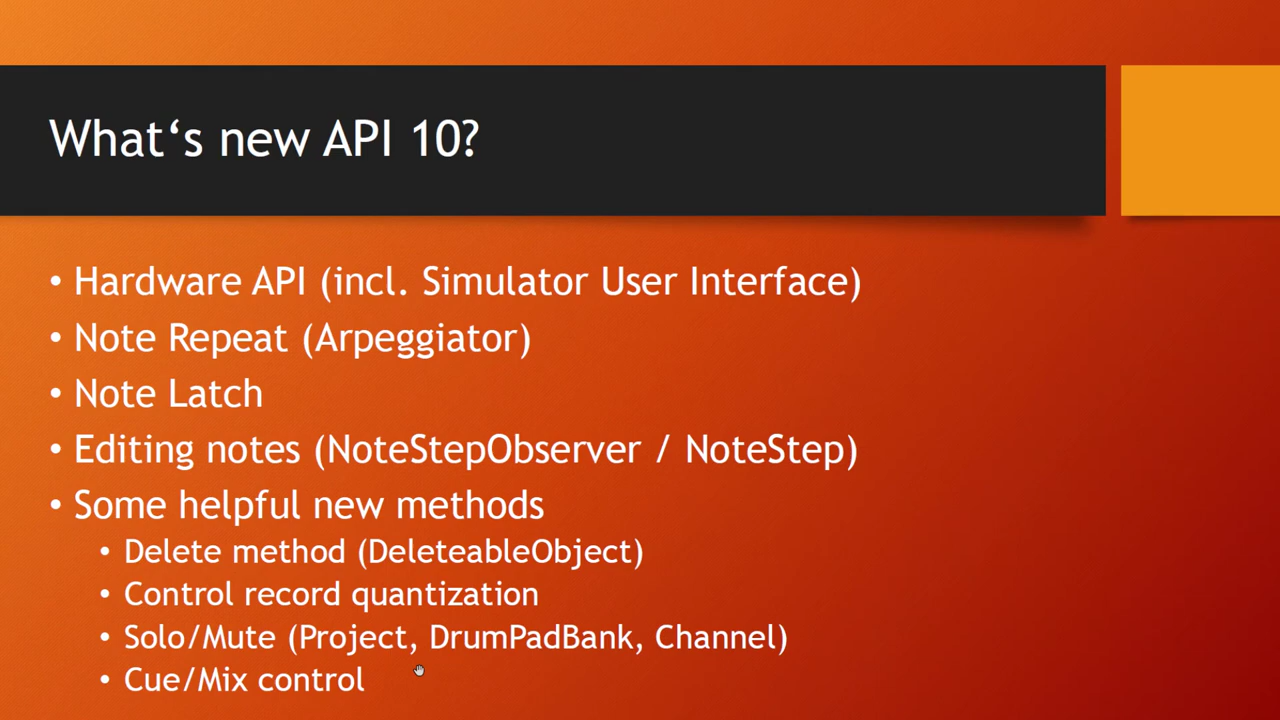 What‘s new API 10?
• Hardware API (incl. Simulator User Interface)
• Note Repeat (Arpeggiator)
• Note Latch
• Editing notes (NoteStepObserver / NoteStep)
• Some helpful new methods
• Delete method (DeleteableObject)
• Control record quantization
• Solo/Mute (Project, DrumPadBank, Channel)
• Cue/Mix control